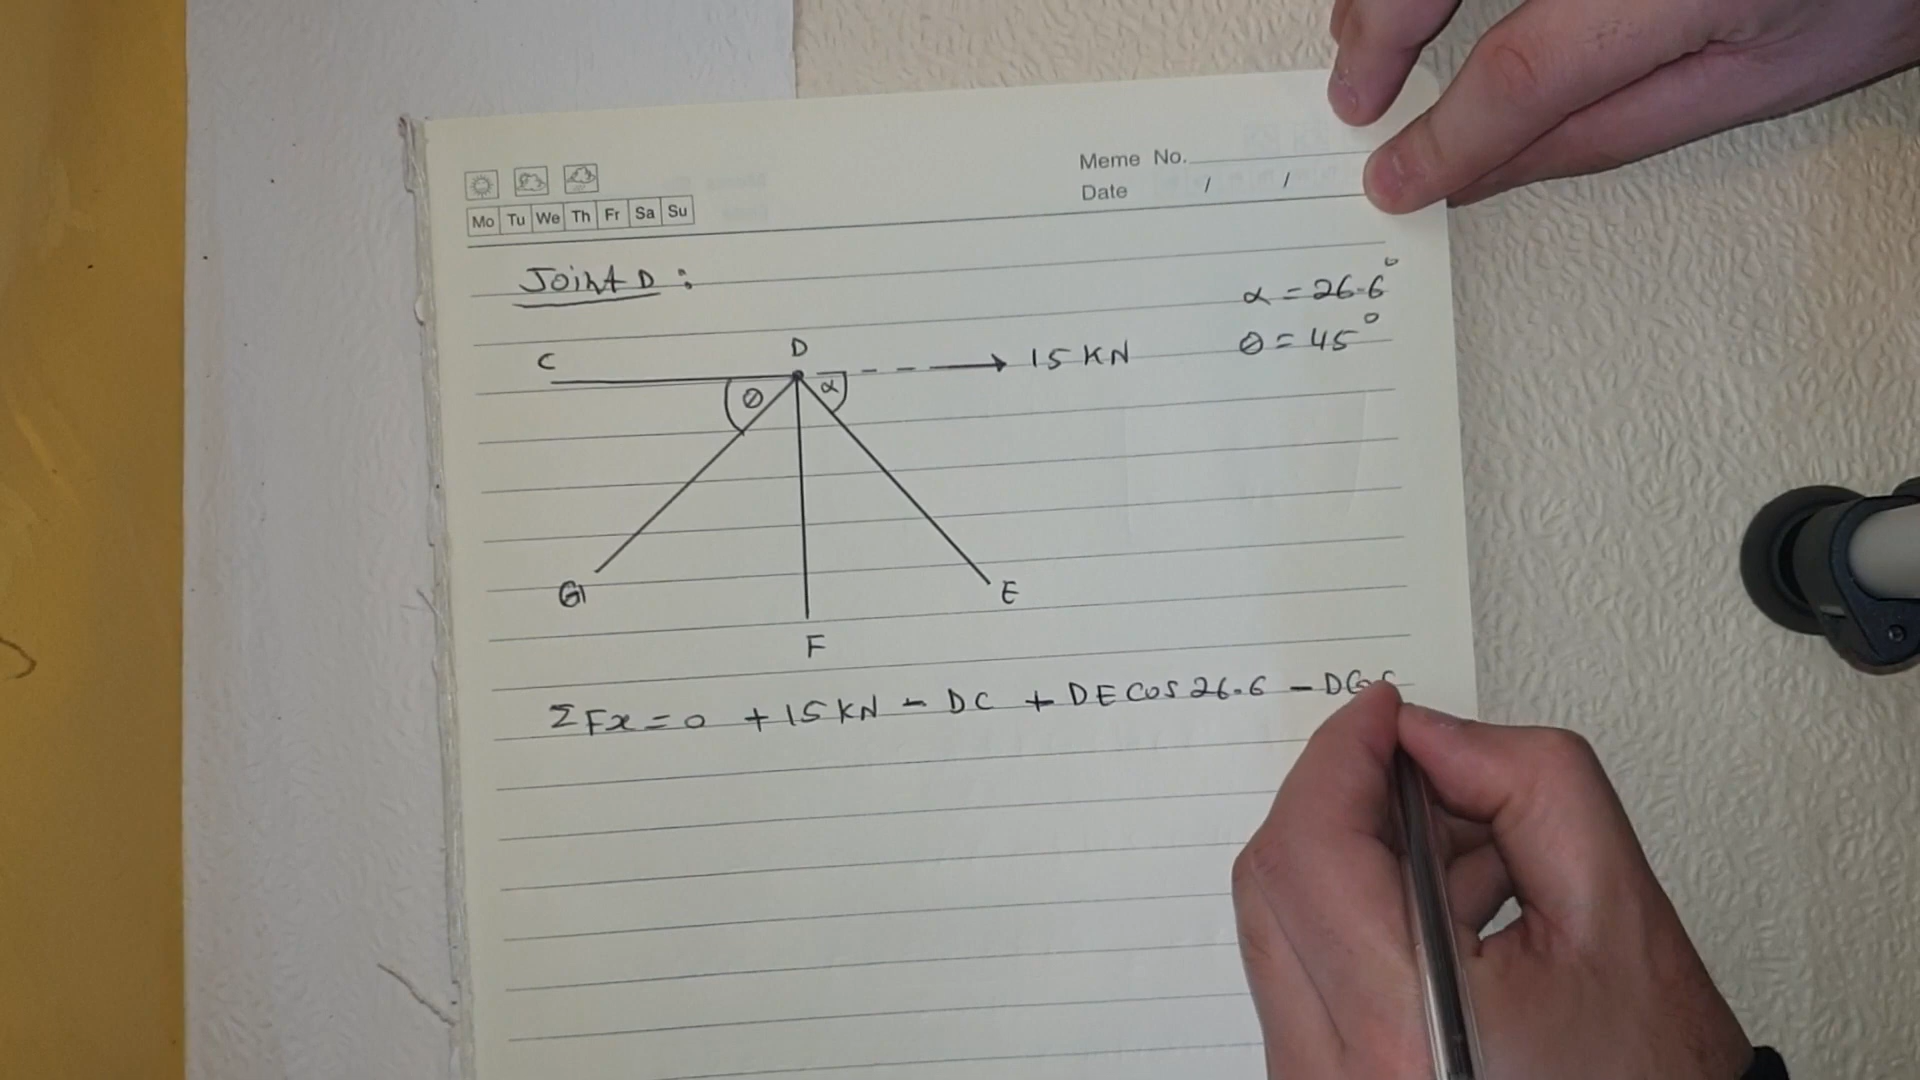 Meme No.
Date / /
Mo Tu We Th Fr Sa Su
Joint D :
α = 26.6°
θ = 45°
C D 15 KN
θ α
G E
F
ΣFx = 0 + 15 KN - DC + DE Cos 26.6 - DG